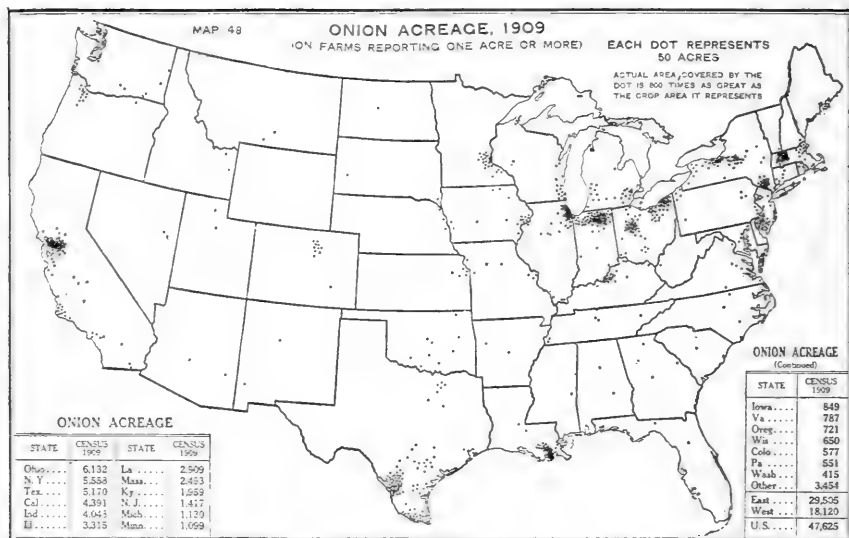 MAP 48
ONION ACREAGE, 1909
(ON FARMS REPORTING ONE ACRE OR MORE)
EACH DOT REPRESENTS
50 ACRES
ACTUAL AREA, COVERED BY THE
DOT IS 800 TIMES AS GREAT AS
THE CROP AREA IT REPRESENTS
ONION ACREAGE
STATE CENSUS 1909 STATE CENSUS 1909
Ohio.... 6,132 La ..... 2,909
N. Y .... 5,558 Mass.... 2,493
Tex..... 5,170 Ky..... 1,959
Cal..... 4,391 N. J.... 1,417
Ind .... 4,043 Mich... 1,130
Ill..... 3,315 Minn... 1,099
ONION ACREAGE
(Continued)
STATE CENSUS 1909
Iowa.... 849
Va .... 787
Oreg... 721
Wis ... 650
Colo... 577
Pa .... 551
Wash .. 415
Other .. 3,454
East ... 29,505
West ... 18,120
U.S. .... 47,625